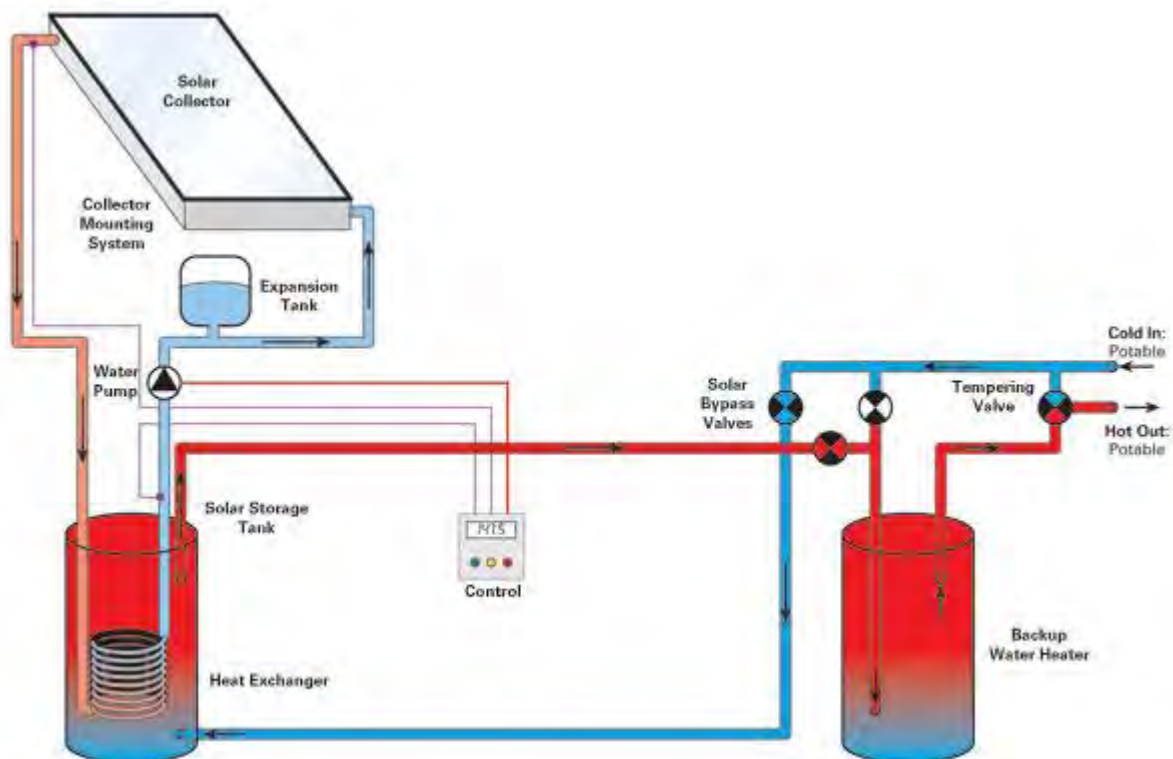 Solar
Collector
Collector
Mounting
System
Expansion
Tank
Water
Pump
Solar
Bypass
Valves
Tempering
Valve
Cold In:
Potable
Hot Out:
Potable
Solar Storage
Tank
Control
Heat Exchanger
Backup
Water Heater